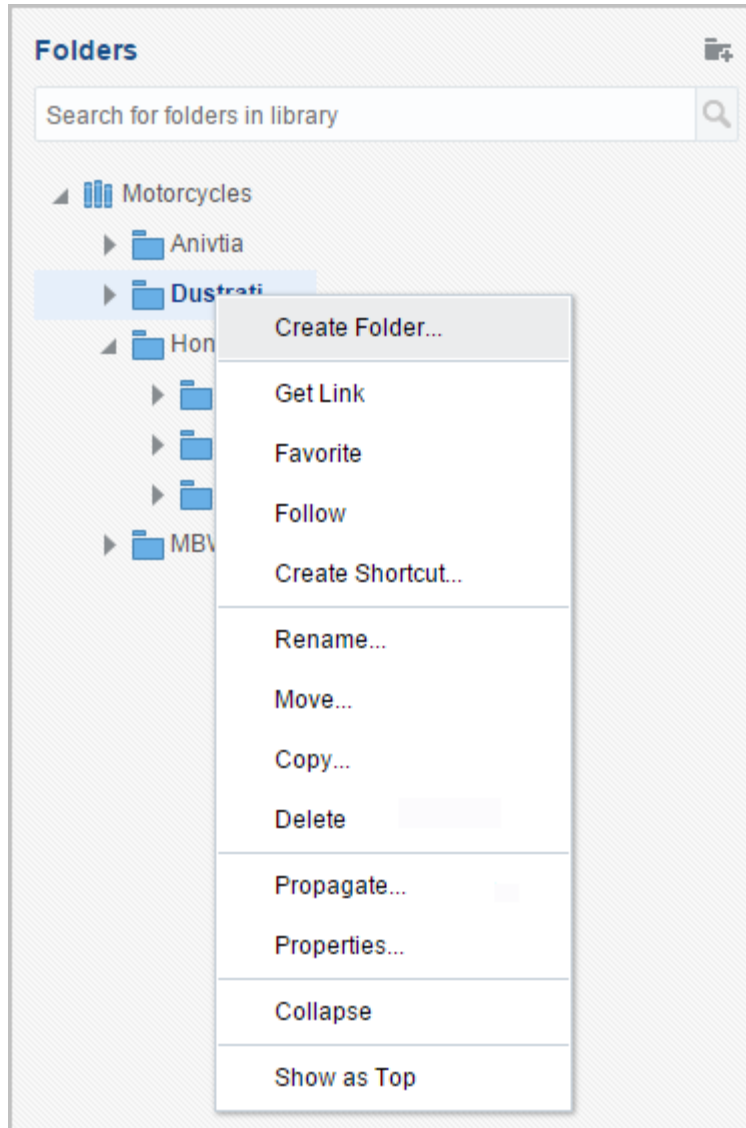 Folders
Search for folders in library
Motorcycles
Anivtia
Dustrati
Create Folder...
Get Link
Favorite
Follow
Create Shortcut...
Rename...
Move...
Copy...
Delete
Propagate...
Properties...
Collapse
Show as Top